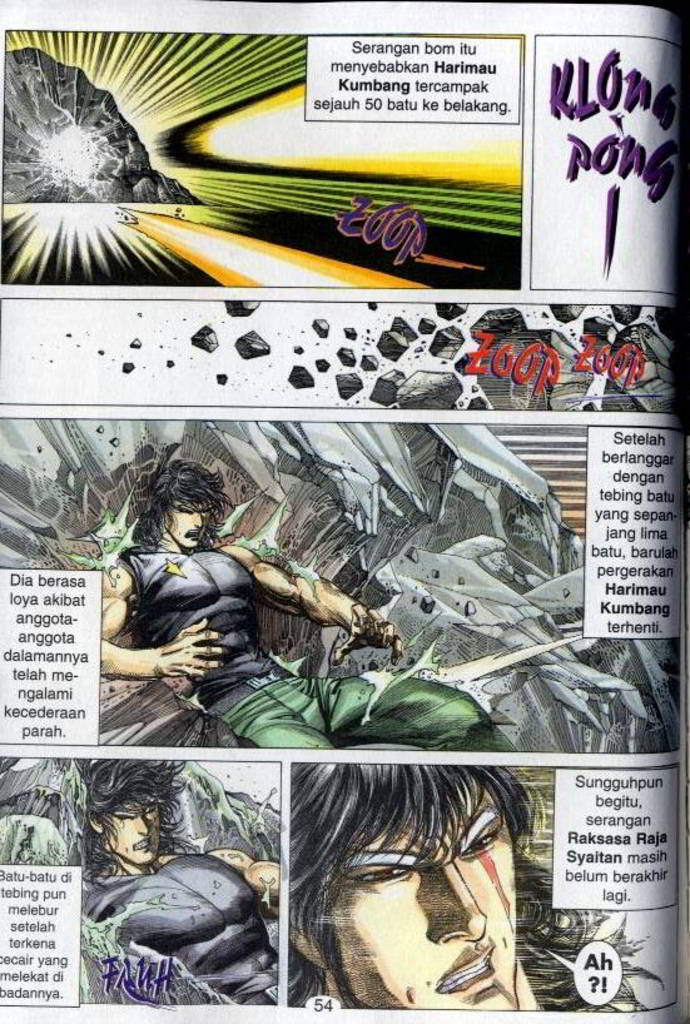 Serangan bom itu
menyebabkan Harimau
Kumbang tercampak
sejauh 50 batu ke belakang.
KLONG
PONG
!
ZOOP
ZOOP ZOOP
Setelah
berlanggar
dengan
tebing batu
yang sepan-
jang lima
batu, barulah
pergerakan
Harimau
Kumbang
terhenti.
Dia berasa
loya akibat
anggota-
anggota
dalamannya
telah me-
ngalami
kecederaan
parah.
Batu-batu di
tebing pun
melebur
setelah
terkena
cecair yang
melekat di
badannya.
Sungguhpun
begitu,
serangan
Raksasa Raja
Syaitan masih
belum berakhir
lagi.
Ah
?!
54